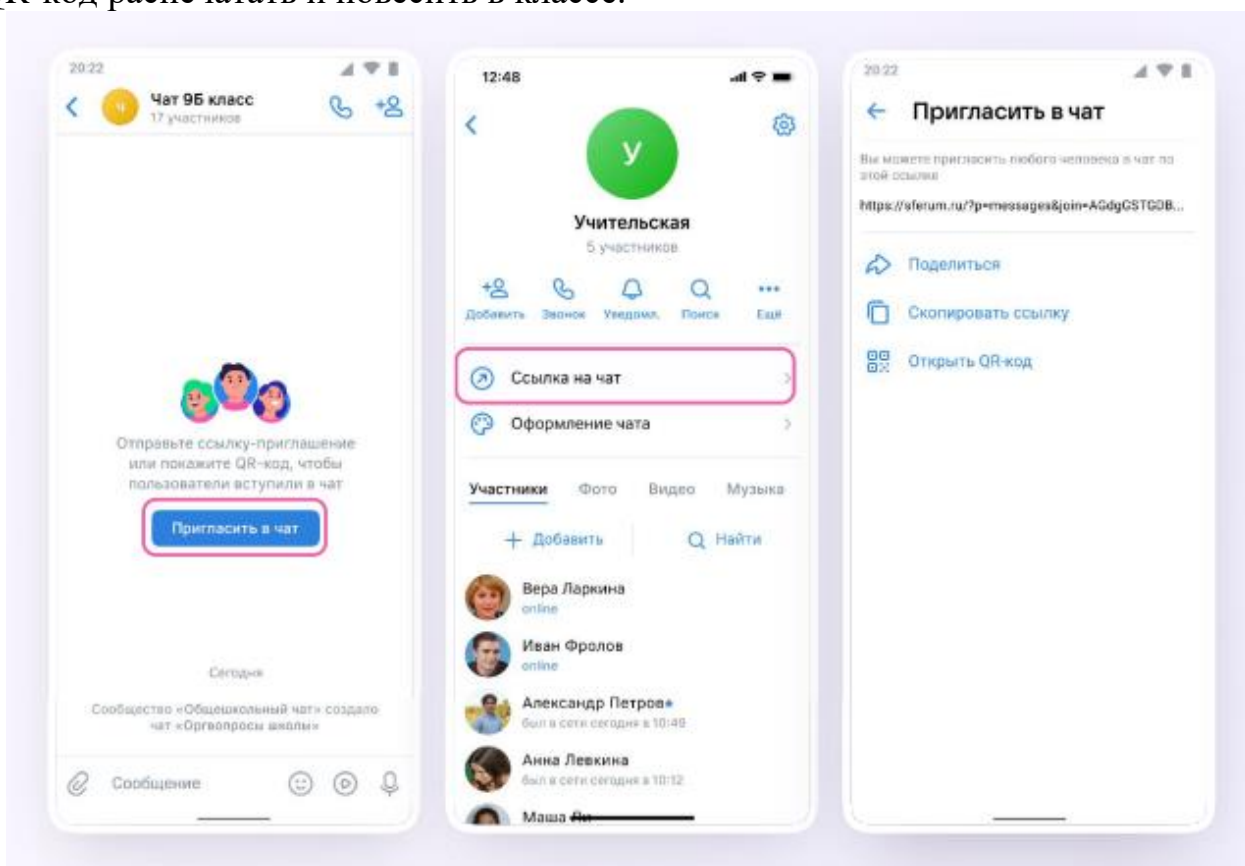 К-код распечатать и повесить в классе.
20:22
Чат 9Б класс
17 участников
Отправьте ссылку-приглашение
или покажите QR-код, чтобы
пользователи вступили в чат
Пригласить в чат
Сегодня
Сообщество «Общешкольный чат» создало
чат «Оргвопросы школы»
Сообщение
12:48
У
Учительская
5 участников
Добавить Звонок Уведомл. Поиск Ещё
Ссылка на чат
Оформление чата
Участники Фото Видео Музыка
Добавить Найти
Вера Ларкина
online
Иван Фролов
online
Александр Петров
был в сети сегодня в 10:49
Анна Левкина
был в сети сегодня в 10:12
Маша
20:22
Пригласить в чат
Вы можете пригласить любого человека в чат по
этой ссылке
https://sferum.ru/?p=messages&join=AGdgGSTGDB...
Поделиться
Скопировать ссылку
Открыть QR-код